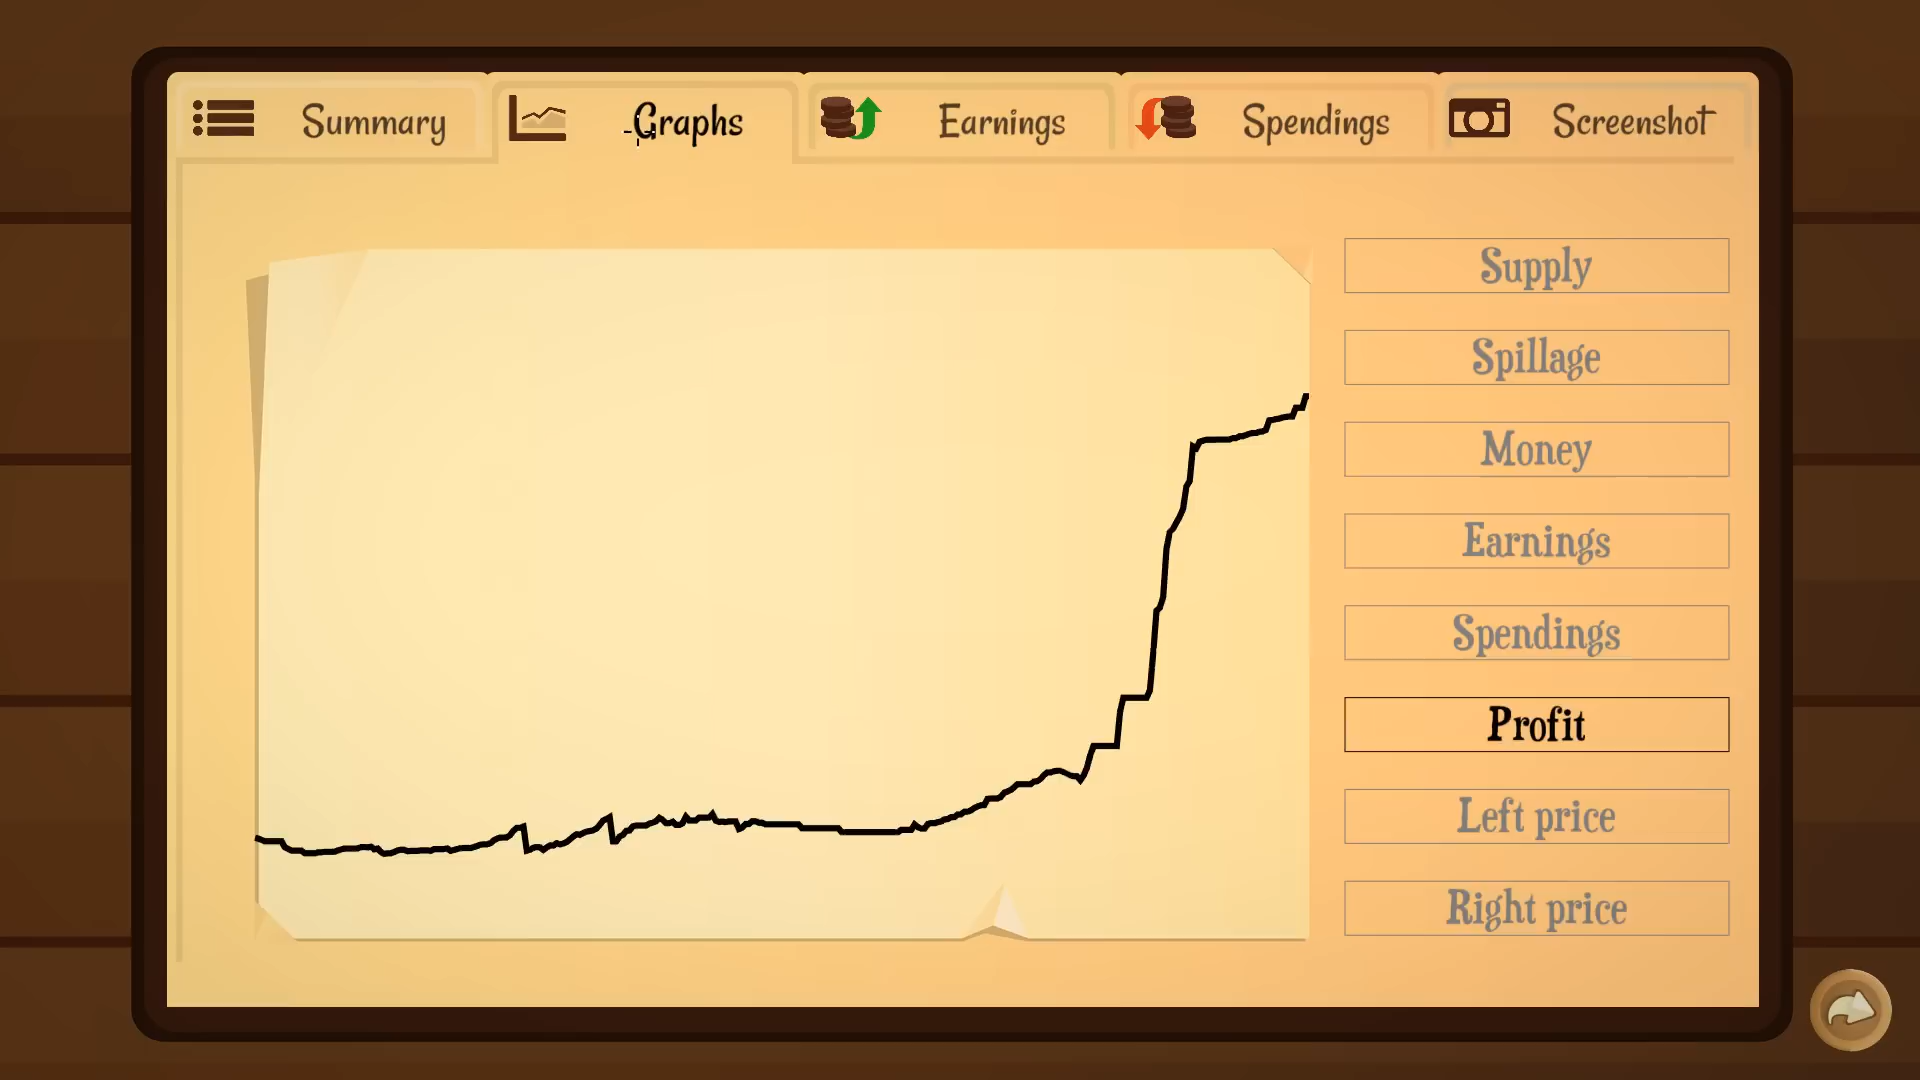 Summary
Graphs
Earnings
Spendings
Screenshot
Supply
Spillage
Money
Earnings
Spendings
Profit
Left price
Right price